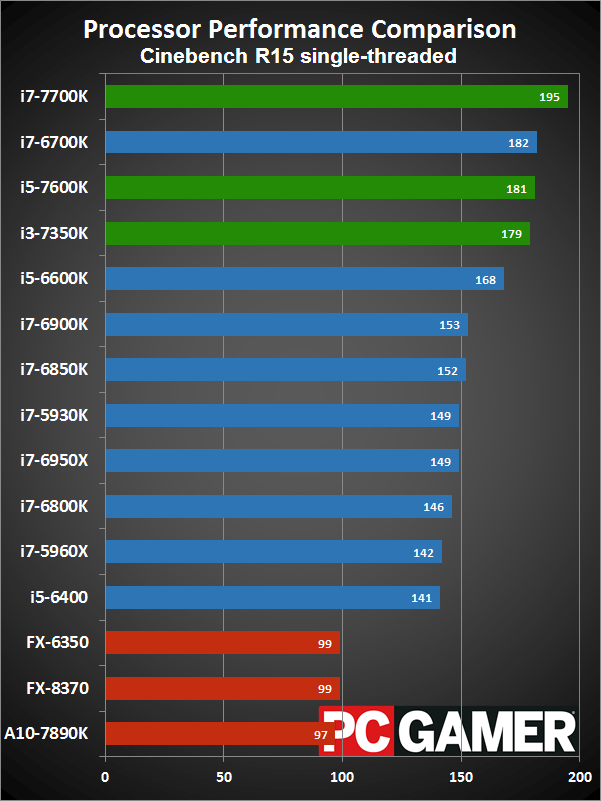 Processor Performance Comparison
Cinebench R15 single-threaded
i7-7700K 195
i7-6700K 182
i5-7600K 181
i3-7350K 179
i5-6600K 168
i7-6900K 153
i7-6850K 152
i7-5930K 149
i7-6950X 149
i7-6800K 146
i7-5960X 142
i5-6400 141
FX-6350 99
FX-8370 99
A10-7890K 97
PC GAMER
0 50 100 150 200